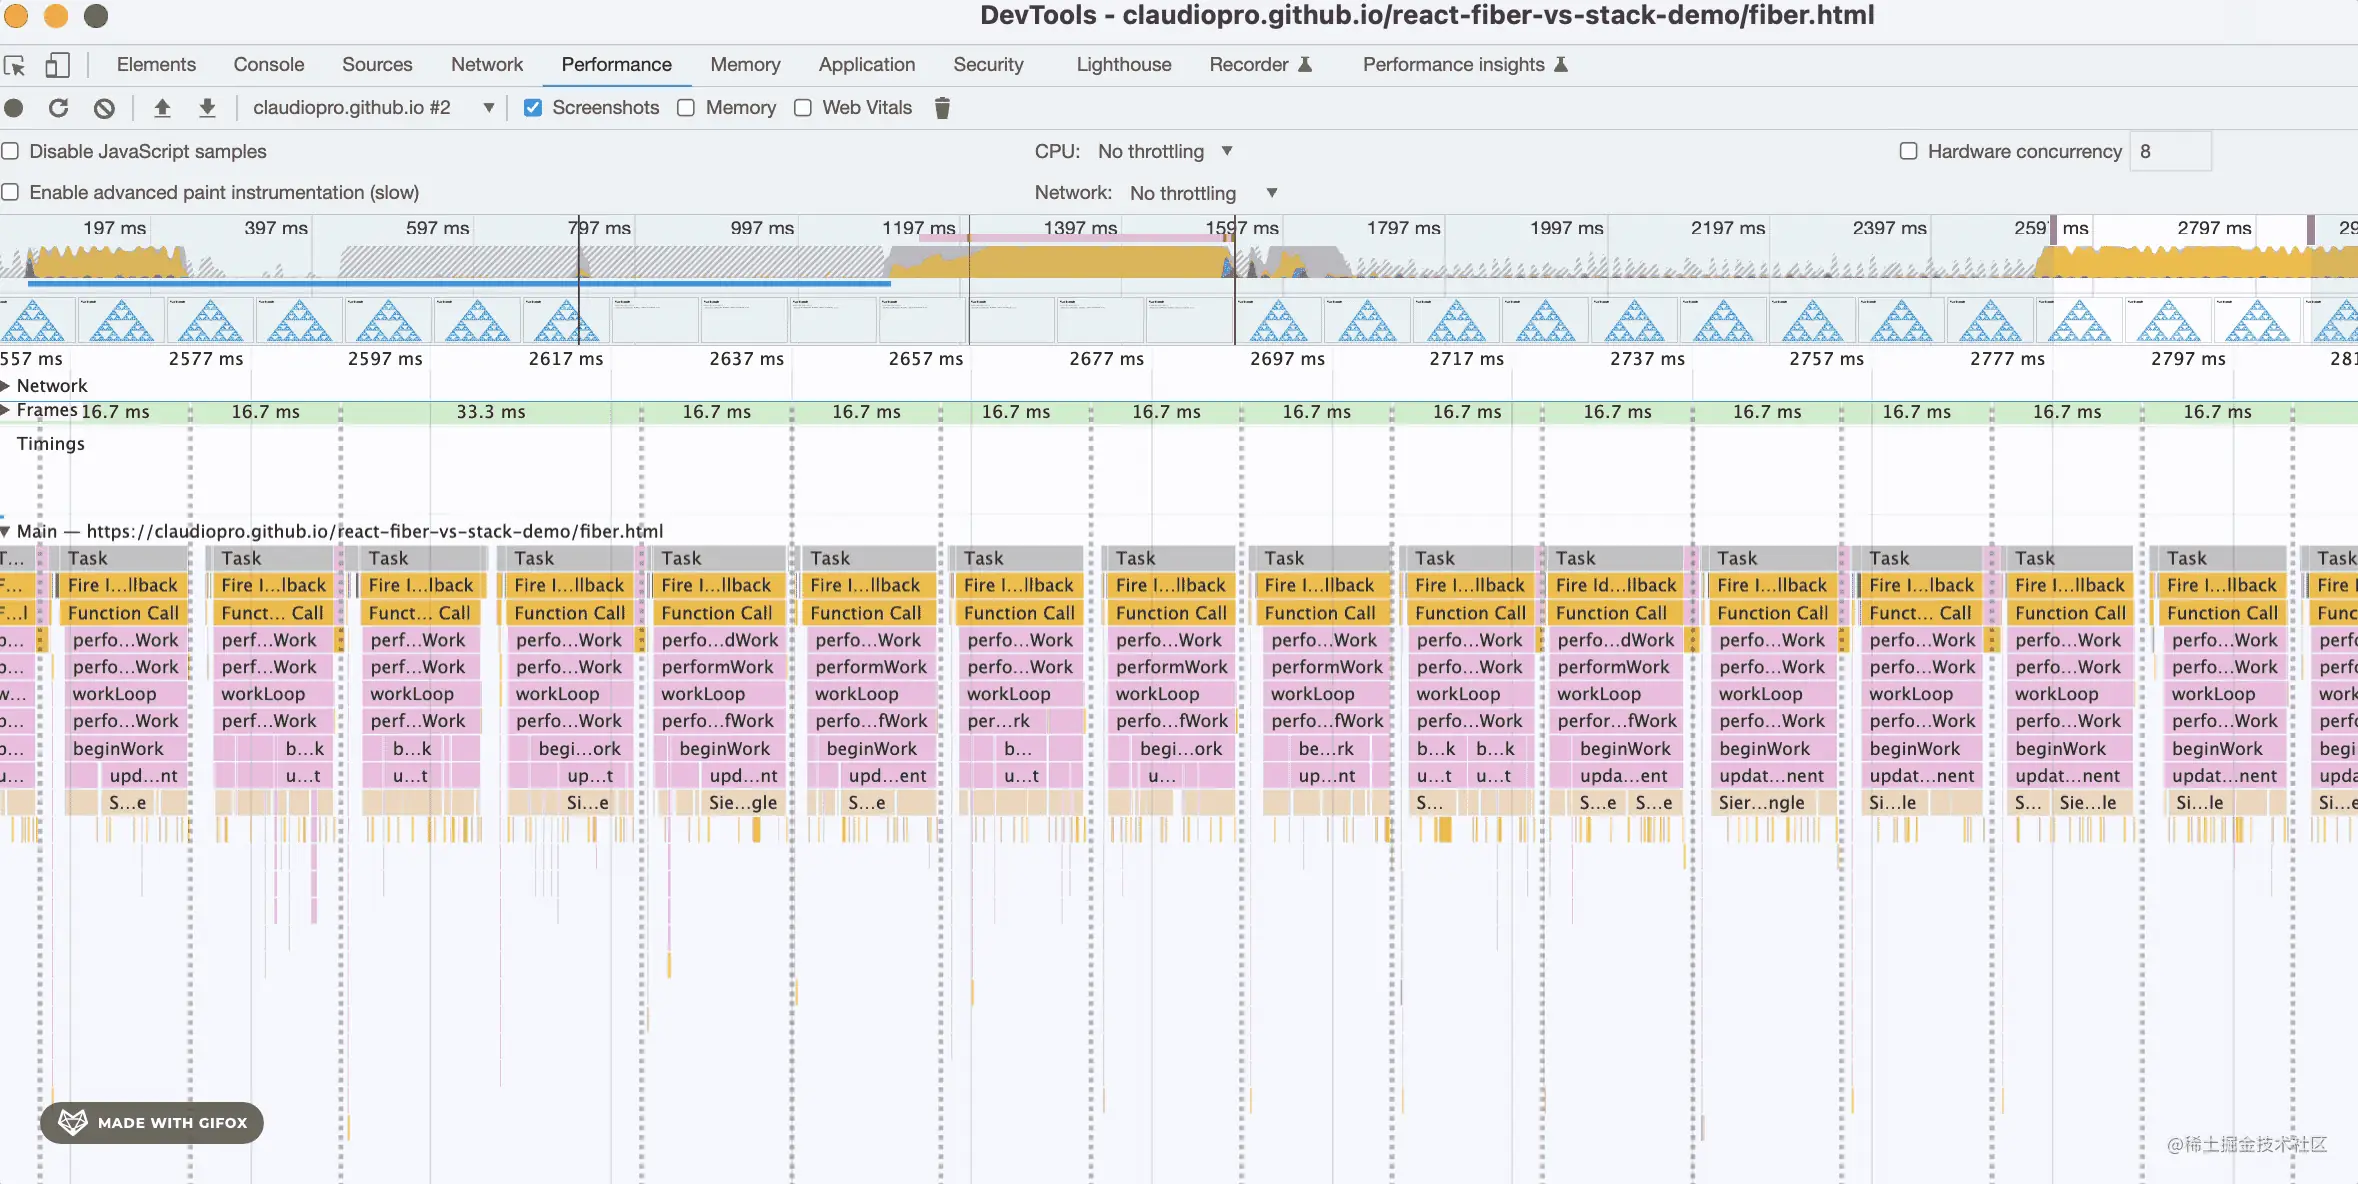 DevTools - claudiopro.github.io/react-fiber-vs-stack-demo/fiber.html
Elements Console Sources Network Performance Memory Application Security Lighthouse Recorder Performance insights
claudiopro.github.io #2 Screenshots Memory Web Vitals
Disable JavaScript samples CPU: No throttling Hardware concurrency 8
Enable advanced paint instrumentation (slow) Network: No throttling
197 ms 397 ms 597 ms 797 ms 997 ms 1197 ms 1397 ms 1597 ms 1797 ms 1997 ms 2197 ms 2397 ms 259 ms 2797 ms 29
557 ms 2577 ms 2597 ms 2617 ms 2637 ms 2657 ms 2677 ms 2697 ms 2717 ms 2737 ms 2757 ms 2777 ms 2797 ms 281
Network
Frames 16.7 ms 16.7 ms 33.3 ms 16.7 ms 16.7 ms 16.7 ms 16.7 ms 16.7 ms 16.7 ms 16.7 ms 16.7 ms 16.7 ms 16.7 ms 16.7 ms
Timings
Main — https://claudiopro.github.io/react-fiber-vs-stack-demo/fiber.html
T... Task Task Task Task Task Task Task Task Task Task Task Task Task Task Task Task
F... Fire I...llback Fire I...lback Fire I...lback Fire I...llback Fire I...llback Fire I...llback Fire I...llback Fire I...llback Fire I...llback Fire I...llback Fire Id...llback Fire I...llback Fire I...llback Fire I...llback Fire I...llback Fire I
F...l Function Call Funct... Call Funct... Call Function Call Function Call Function Call Function Call Function Call Function Call Function Call Function Call Function Call Funct... Call Function Call Function Call Func
p... perfo...Work perf...Work perf...Work perfo...Work perfo...dWork perfo...Work perfo...Work perfo...Work perfo...Work perfo...Work perfo...dWork perfo...Work perfo...Work perfo...Work perfo...Work perfo
p... perfo...Work perf...Work perf...Work perfo...Work performWork performWork perfo...Work performWork performWork perfo...Work performWork perfo...Work perfo...Work perfo...Work perfo...Work perfo
w... workLoop workLoop workLoop workLoop workLoop workLoop workLoop workLoop workLoop workLoop workLoop workLoop workLoop workLoop workLoop work
p... perfo...Work perf...Work perf...Work perfo...Work perfo...fWork perfo...fWork per...rk perfo...fWork perfo...fWork perfo...Work perfor...fWork perfo...Work perfo...Work perfo...Work perfo...Work perfo
b... beginWork b...k b...k begi...ork beginWork beginWork b... begi...ork be...rk b...k b...k beginWork beginWork beginWork beginWork beginWork begi
u... upd...nt u...t u...t up...t upd...nt upd...ent u...t u... up...nt u...t u...t upda...ent updat...nent updat...nent updat...nent updat...nent upda
S...e Si...e Sie...gle S...e S... S...e S...e Sier...ngle Si...le S... Sie...le Si...le Si...e
MADE WITH GIFOX
@稀土掘金技术社区